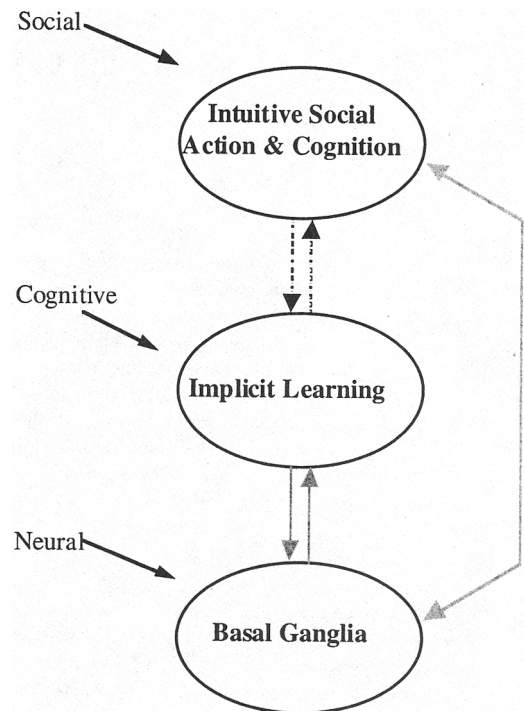 Social
Intuitive Social
Action & Cognition
Cognitive
Implicit Learning
Neural
Basal Ganglia